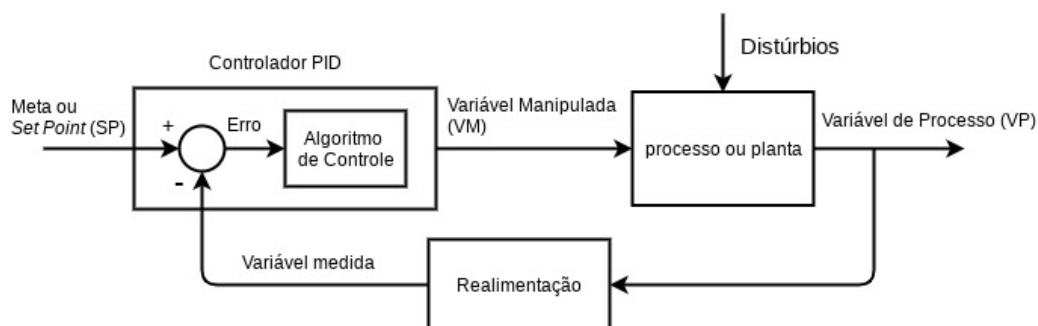 Distúrbios
Controlador PID
Meta ou
Set Point (SP)
+
Erro
-
Algoritmo
de Controle
Variável Manipulada
(VM)
processo ou planta
Variável de Processo (VP)
Variável medida
Realimentação